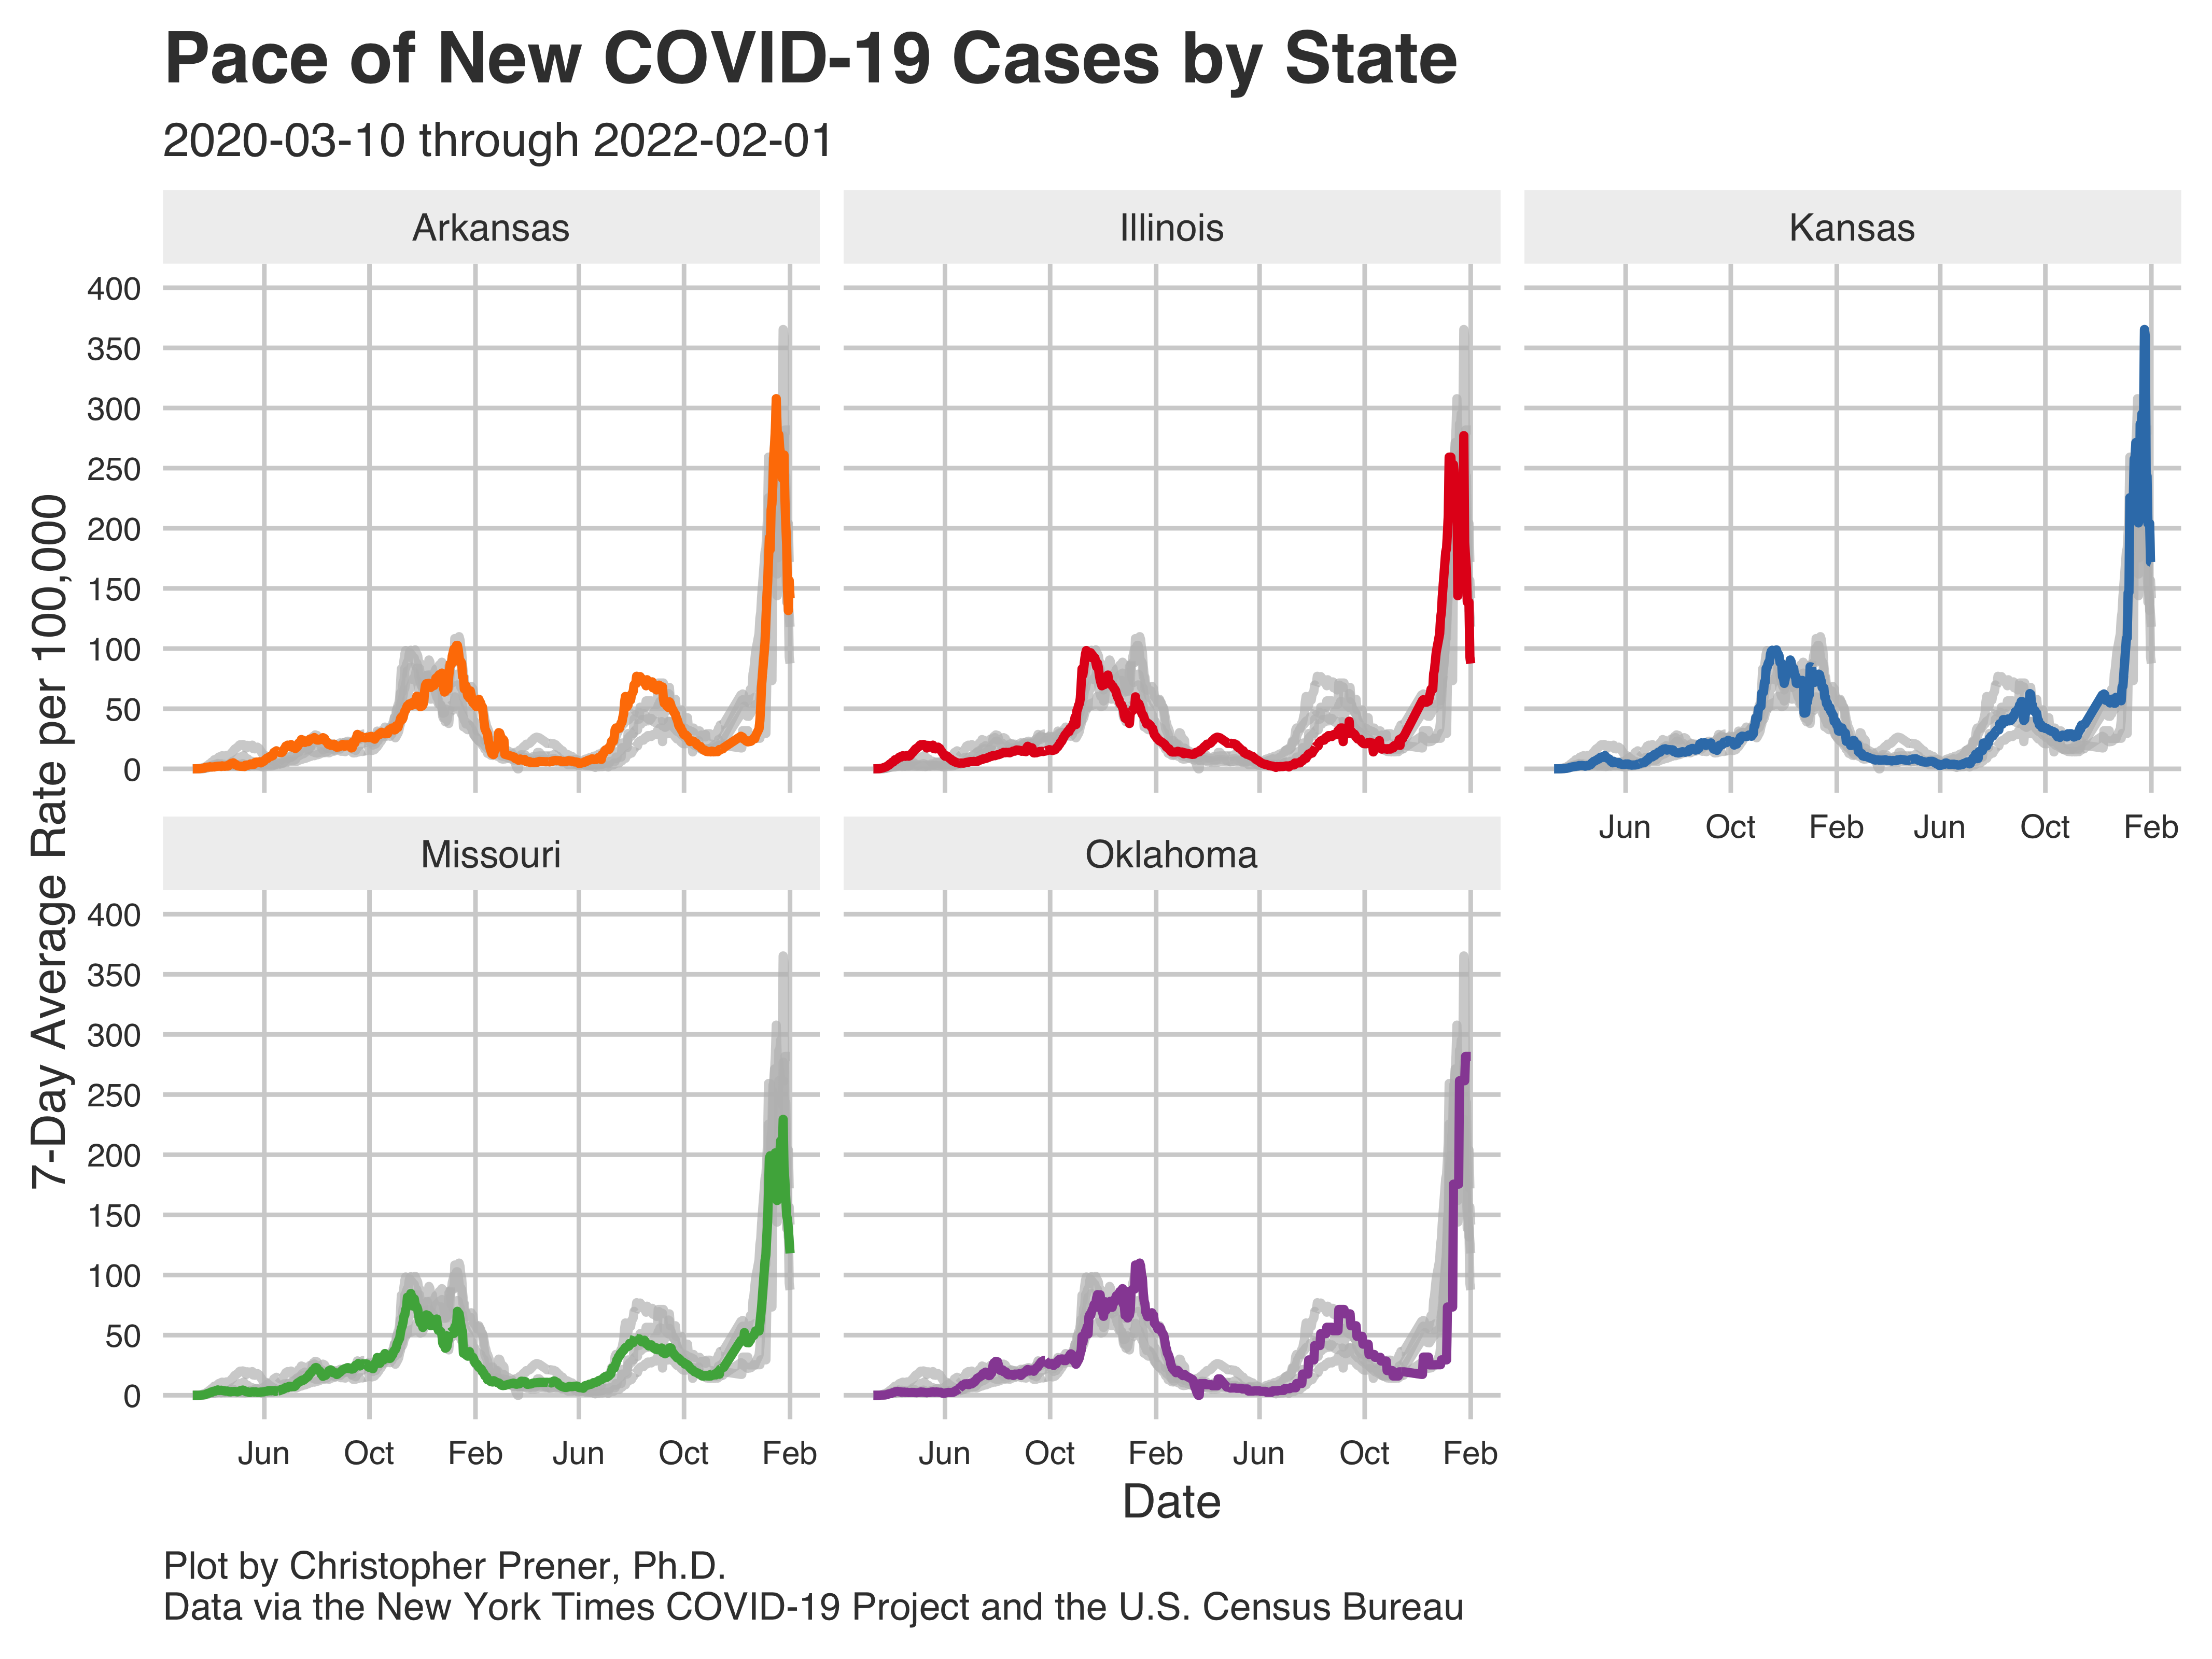 Pace of New COVID-19 Cases by State
2020-03-10 through 2022-02-01
Arkansas
Illinois
Kansas
400
350
300
250
200
150
100
50
0
Jun Oct Feb Jun Oct Feb
Missouri
Oklahoma
400
350
300
250
200
150
100
50
0
Jun Oct Feb Jun Oct Feb
Jun Oct Feb Jun Oct Feb
7-Day Average Rate per 100,000
Date
Plot by Christopher Prener, Ph.D.
Data via the New York Times COVID-19 Project and the U.S. Census Bureau